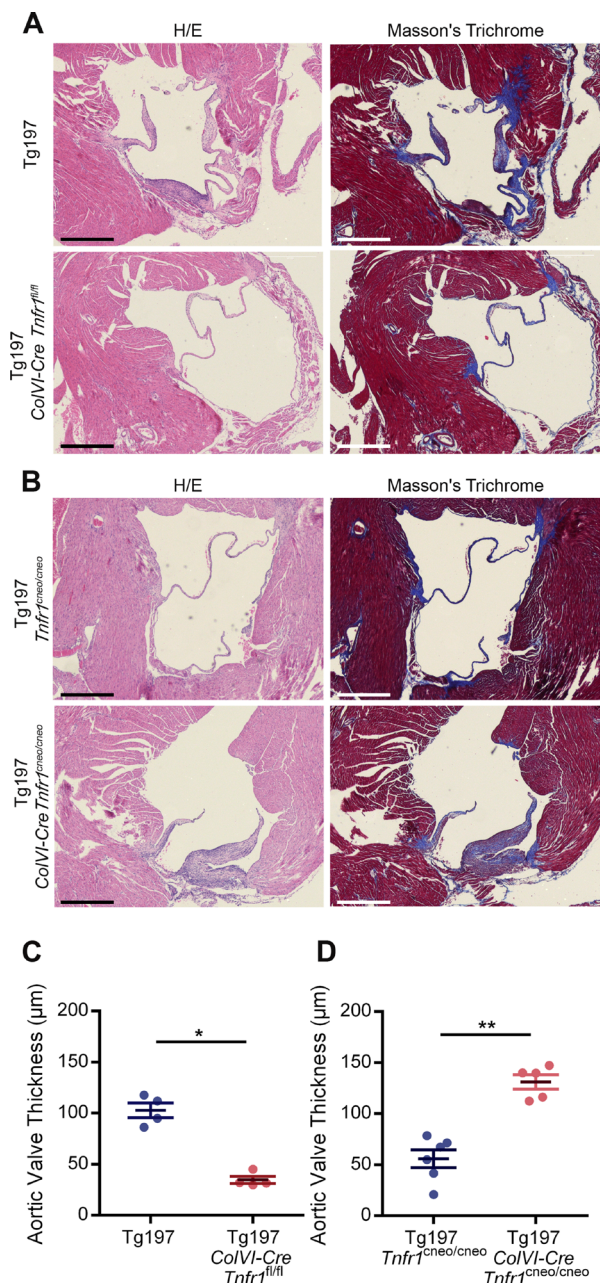 A
H/E
Masson's Trichrome
Tg197
Tg197
ColVI-Cre Tnfr1fl/fl
B
H/E
Masson's Trichrome
Tg197
Tnfr1cneo/cneo
Tg197
ColVI-Cre Tnfr1cneo/cneo
C
Aortic Valve Thickness (µm)
200
150
100
50
0
*
Tg197
Tg197
ColVI-Cre
Tnfr1fl/fl
D
Aortic Valve Thickness (µm)
200
150
100
50
0
**
Tg197
Tnfr1cneo/cneo
Tg197
ColVI-Cre
Tnfr1cneo/cneo